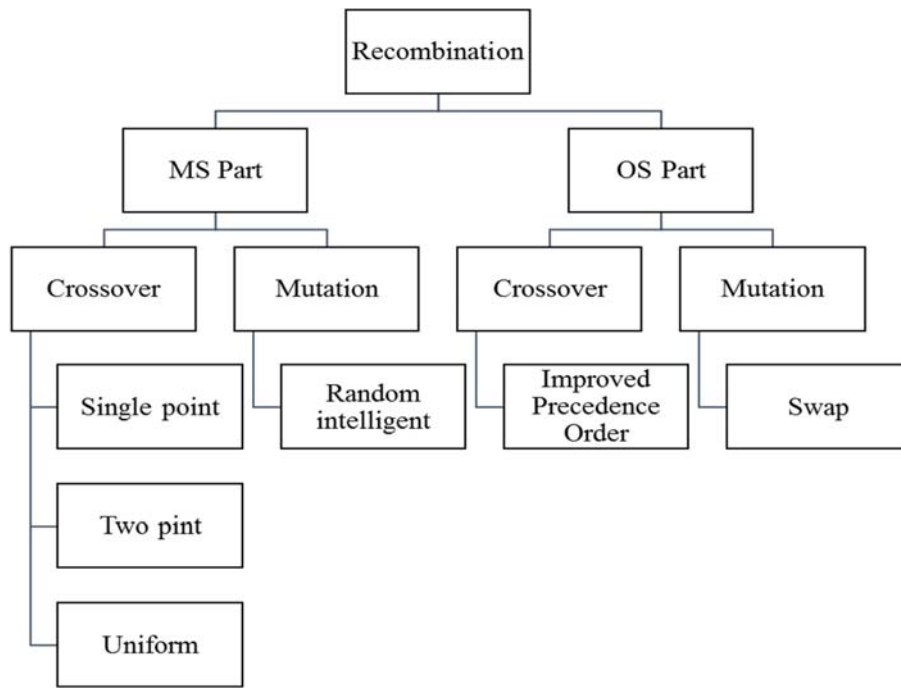 Recombination
MS Part
OS Part
Crossover
Mutation
Crossover
Mutation
Single point
Random
intelligent
Improved
Precedence
Order
Swap
Two pint
Uniform